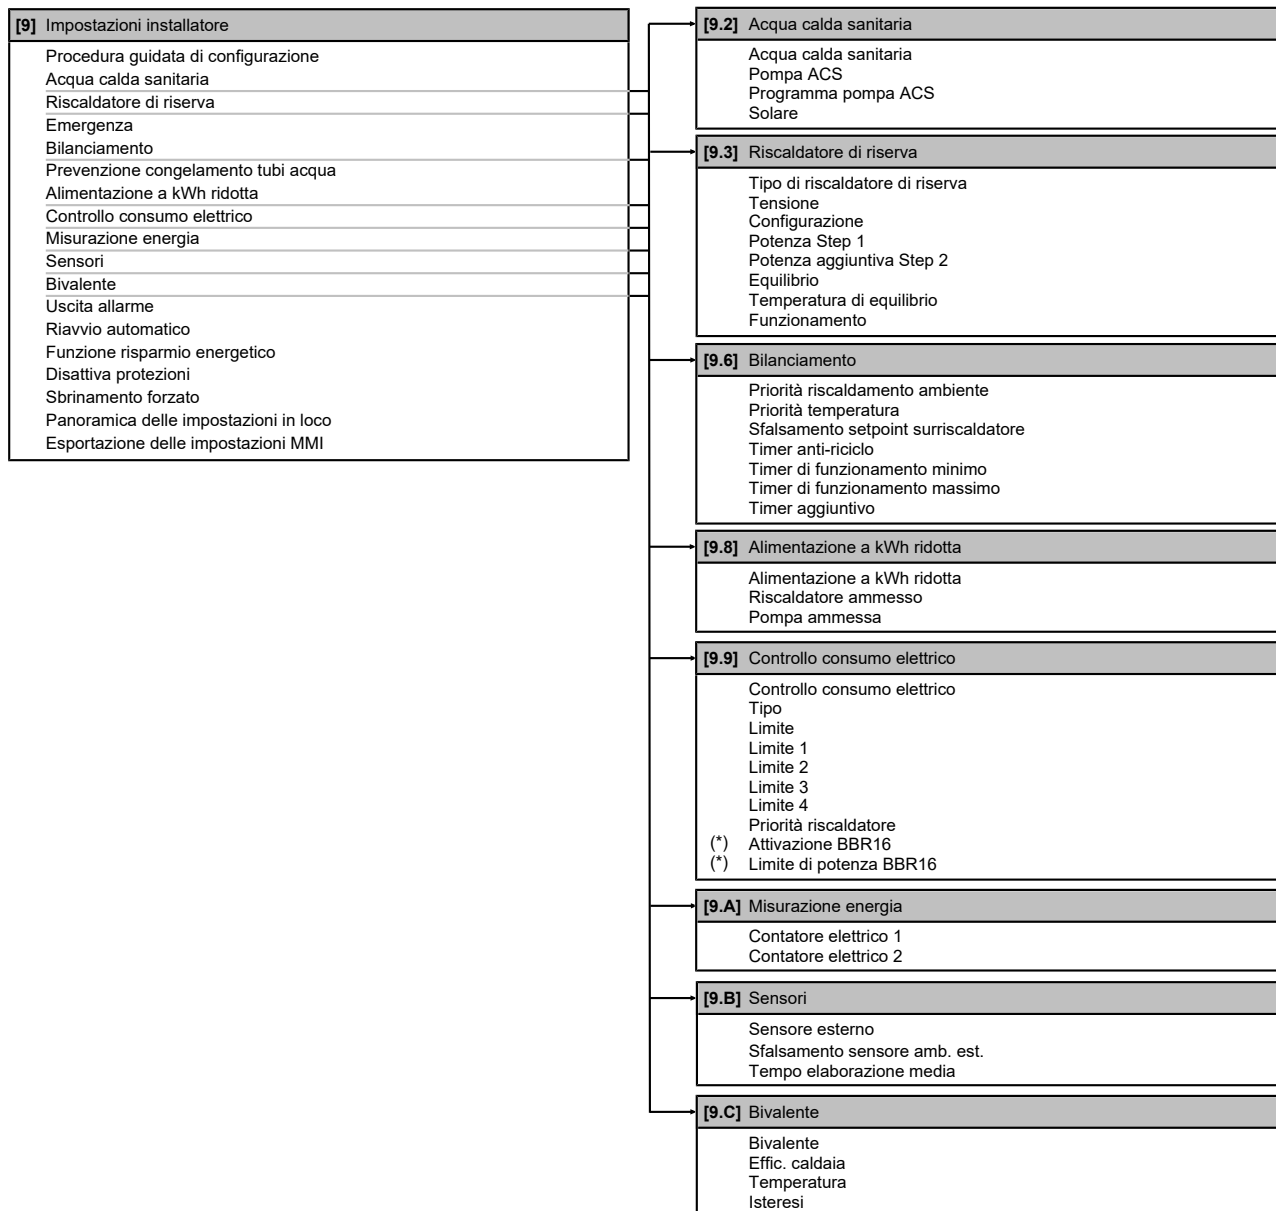 [9] Impostazioni installatore
Procedura guidata di configurazione
Acqua calda sanitaria
Riscaldatore di riserva
Emergenza
Bilanciamento
Prevenzione congelamento tubi acqua
Alimentazione a kWh ridotta
Controllo consumo elettrico
Misurazione energia
Sensori
Bivalente
Uscita allarme
Riavvio automatico
Funzione risparmio energetico
Disattiva protezioni
Sbrinamento forzato
Panoramica delle impostazioni in loco
Esportazione delle impostazioni MMI
[9.2] Acqua calda sanitaria
Acqua calda sanitaria
Pompa ACS
Programma pompa ACS
Solare
[9.3] Riscaldatore di riserva
Tipo di riscaldatore di riserva
Tensione
Configurazione
Potenza Step 1
Potenza aggiuntiva Step 2
Equilibrio
Temperatura di equilibrio
Funzionamento
[9.6] Bilanciamento
Priorità riscaldamento ambiente
Priorità temperatura
Sfalsamento setpoint surriscaldatore
Timer anti-riciclo
Timer di funzionamento minimo
Timer di funzionamento massimo
Timer aggiuntivo
[9.8] Alimentazione a kWh ridotta
Alimentazione a kWh ridotta
Riscaldatore ammesso
Pompa ammessa
[9.9] Controllo consumo elettrico
Controllo consumo elettrico
Tipo
Limite
Limite 1
Limite 2
Limite 3
Limite 4
Priorità riscaldatore
(*) Attivazione BBR16
(*) Limite di potenza BBR16
[9.A] Misurazione energia
Contatore elettrico 1
Contatore elettrico 2
[9.B] Sensori
Sensore esterno
Sfalsamento sensore amb. est.
Tempo elaborazione media
[9.C] Bivalente
Bivalente
Effic. caldaia
Temperatura
Isteresi